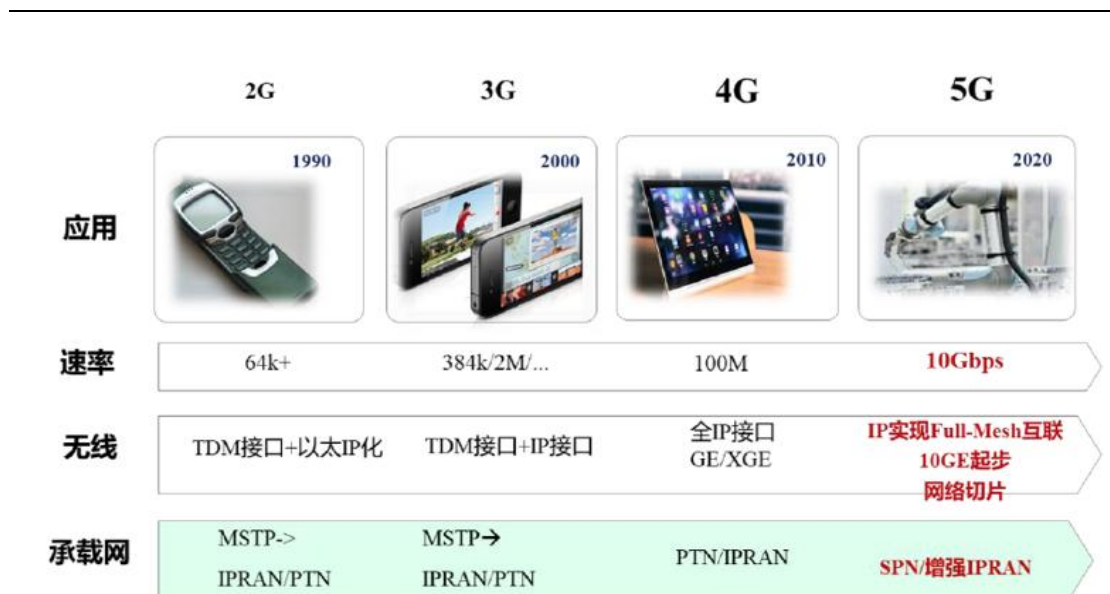 2G 3G 4G 5G
1990 2000 2010 2020
应用
速率 64k+ 384k/2M/... 100M 10Gbps
无线 TDM接口+以太IP化 TDM接口+IP接口 全IP接口 IP实现Full-Mesh互联
GE/XGE 10GE起步
网络切片
承载网 MSTP-> MSTP→ PTN/IPRAN SPN/增强IPRAN
IPRAN/PTN IPRAN/PTN